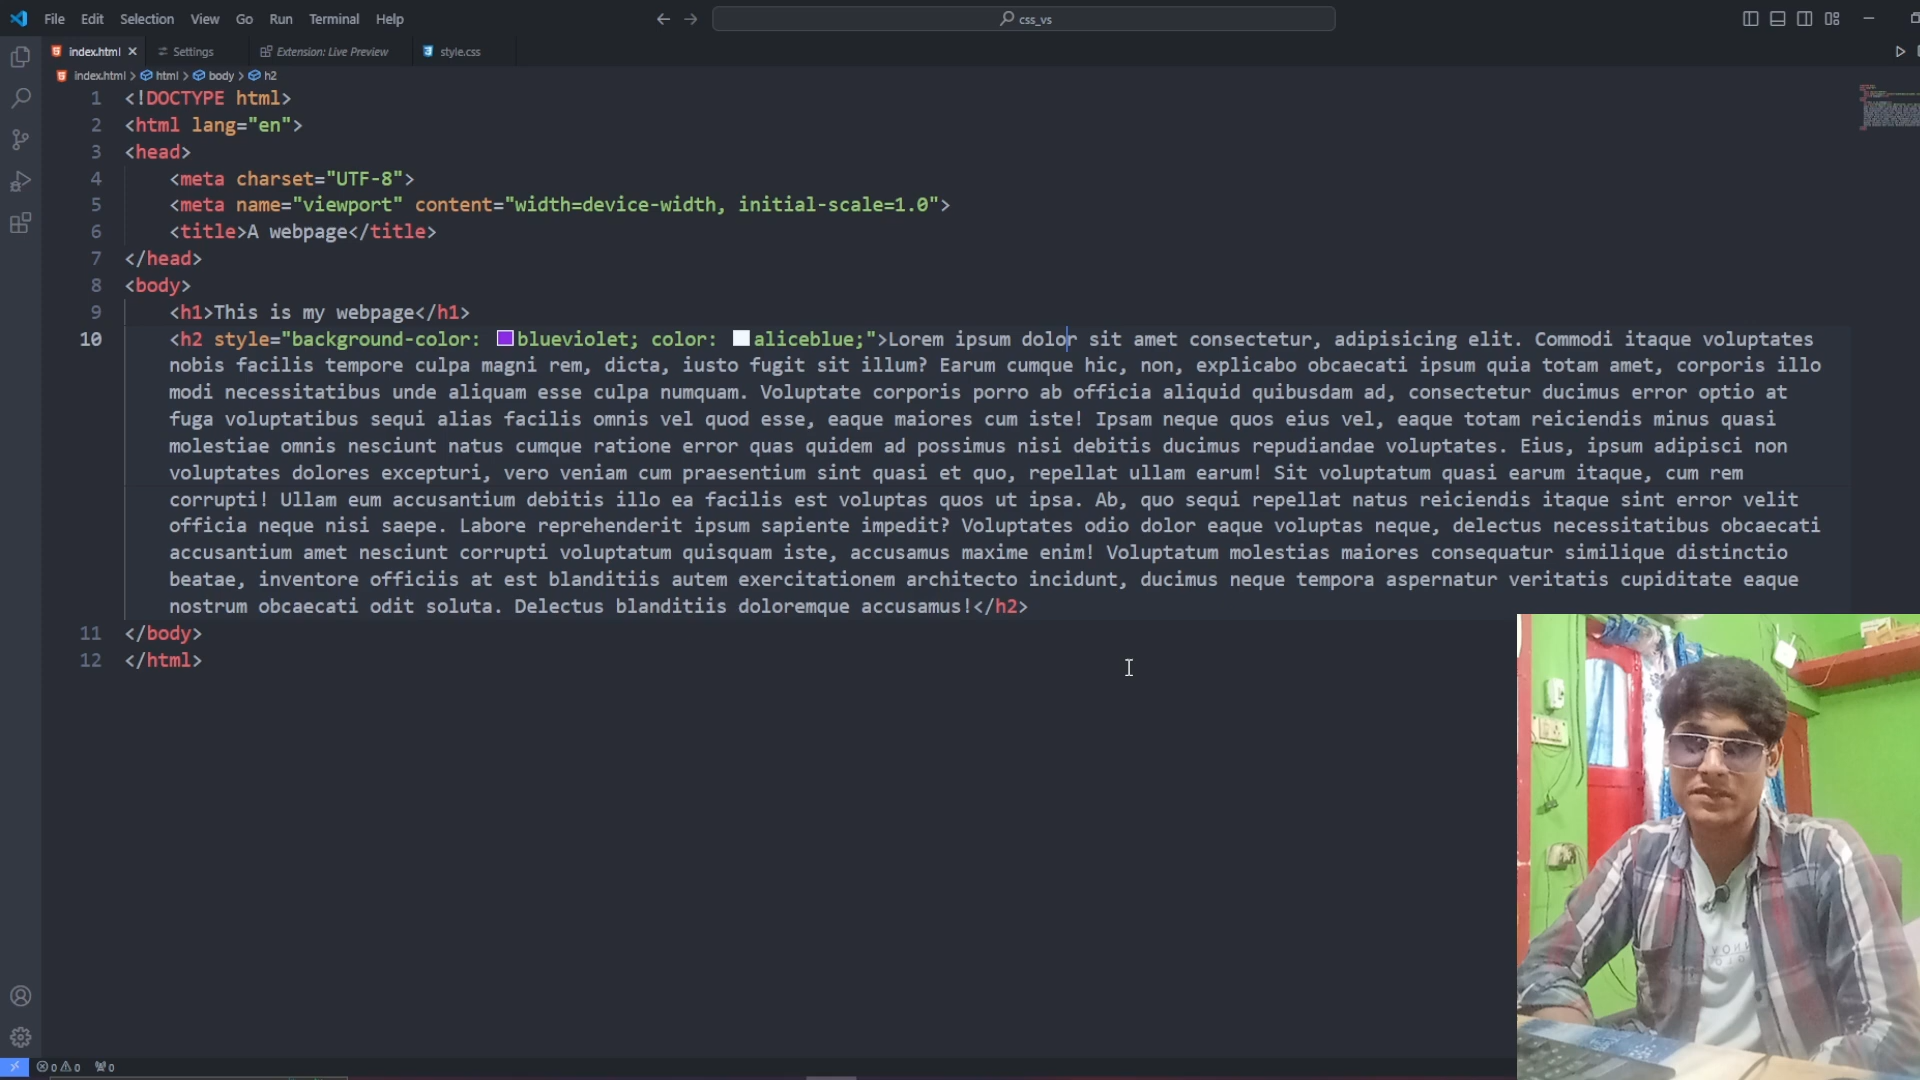 File Edit Selection View Go Run Terminal Help
css_vs
index.html Settings Extension: Live Preview style.css
index.html > html > body > h2
1 <!DOCTYPE html>
2 <html lang="en">
3 <head>
4 <meta charset="UTF-8">
5 <meta name="viewport" content="width=device-width, initial-scale=1.0">
6 <title>A webpage</title>
7 </head>
8 <body>
9 <h1>This is my webpage</h1>
10 <h2 style="background-color: blueviolet; color: aliceblue;">Lorem ipsum dolor sit amet consectetur, adipisicing elit. Commodi itaque voluptates
nobis facilis tempore culpa magni rem, dicta, iusto fugit sit illum? Earum cumque hic, non, explicabo obcaecati ipsum quia totam amet, corporis illo
modi necessitatibus unde aliquam esse culpa numquam. Voluptate corporis porro ab officia aliquid quibusdam ad, consectetur ducimus error optio at
fuga voluptatibus sequi alias facilis omnis vel quod esse, eaque maiores cum iste! Ipsam neque quos eius vel, eaque totam reiciendis minus quasi
molestiae omnis nesciunt natus cumque ratione error quas quidem ad possimus nisi debitis ducimus repudiandae voluptates. Eius, ipsum adipisci non
voluptates dolores excepturi, vero veniam cum praesentium sint quasi et quo, repellat ullam earum! Sit voluptatum quasi earum itaque, cum rem
corrupti! Ullam eum accusantium debitis illo ea facilis est voluptas quos ut ipsa. Ab, quo sequi repellat natus reiciendis itaque sint error velit
officia neque nisi saepe. Labore reprehenderit ipsum sapiente impedit? Voluptates odio dolor eaque voluptas neque, delectus necessitatibus obcaecati
accusantium amet nesciunt corrupti voluptatum quisquam iste, accusamus maxime enim! Voluptatum molestias maiores consequatur similique distinctio
beatae, inventore officiis at est blanditiis autem exercitationem architecto incidunt, ducimus neque tempora aspernatur veritatis cupiditate eaque
nostrum obcaecati odit soluta. Delectus blanditiis doloremque accusamus!</h2>
11 </body>
12 </html>
0 0 0